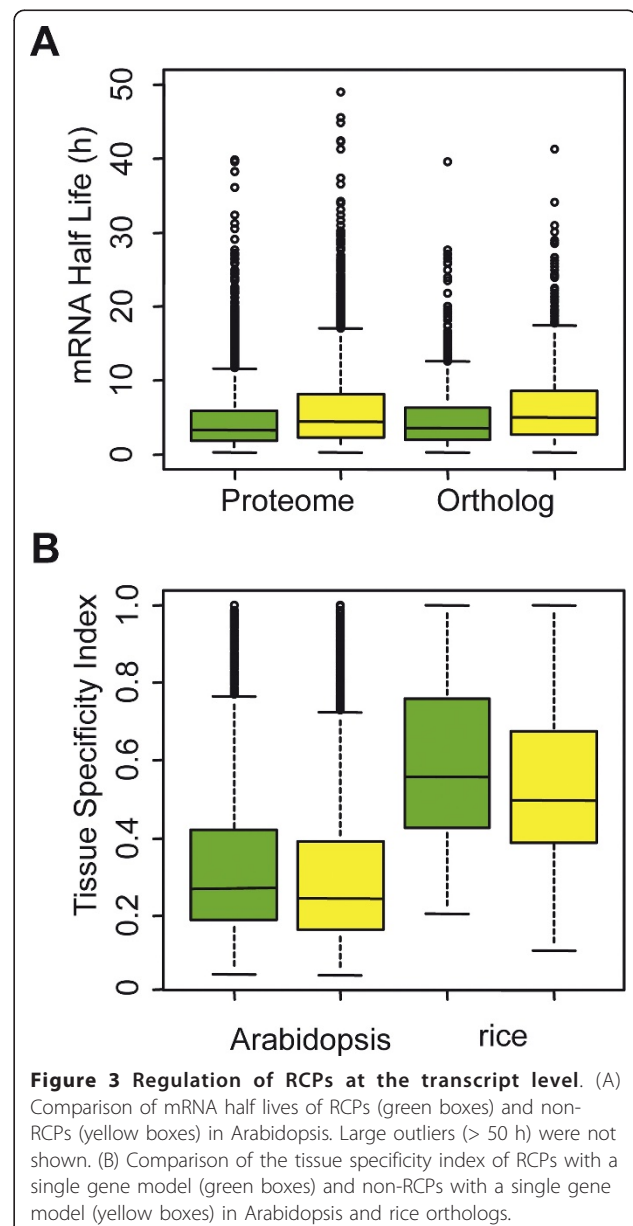 A
mRNA Half Life (h)
50
40
30
20
10
0
Proteome
Ortholog
B
Tissue Specificity Index
1.0
0.8
0.6
0.4
0.2
0
Arabidopsis
rice
Figure 3 Regulation of RCPs at the transcript level. (A)
Comparison of mRNA half lives of RCPs (green boxes) and non-
RCPs (yellow boxes) in Arabidopsis. Large outliers (> 50 h) were not
shown. (B) Comparison of the tissue specificity index of RCPs with a
single gene model (green boxes) and non-RCPs with a single gene
model (yellow boxes) in Arabidopsis and rice orthologs.